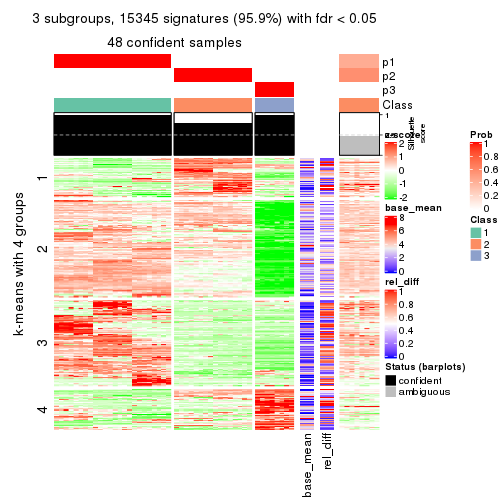 3 subgroups, 15345 signatures (95.9%) with fdr < 0.05
48 confident samples
p1
p2
p3
Class
1
0.5
Silhouette
score
k-means with 4 groups
1
2
3
4
base_mean
rel_diff
z-score
2
1
0
-1
-2
base_mean
8
6
4
2
0
rel_diff
1
0.8
0.6
0.4
0.2
0
Status (barplots)
confident
ambiguous
Prob
1
0.8
0.6
0.4
0.2
0
Class
1
2
3